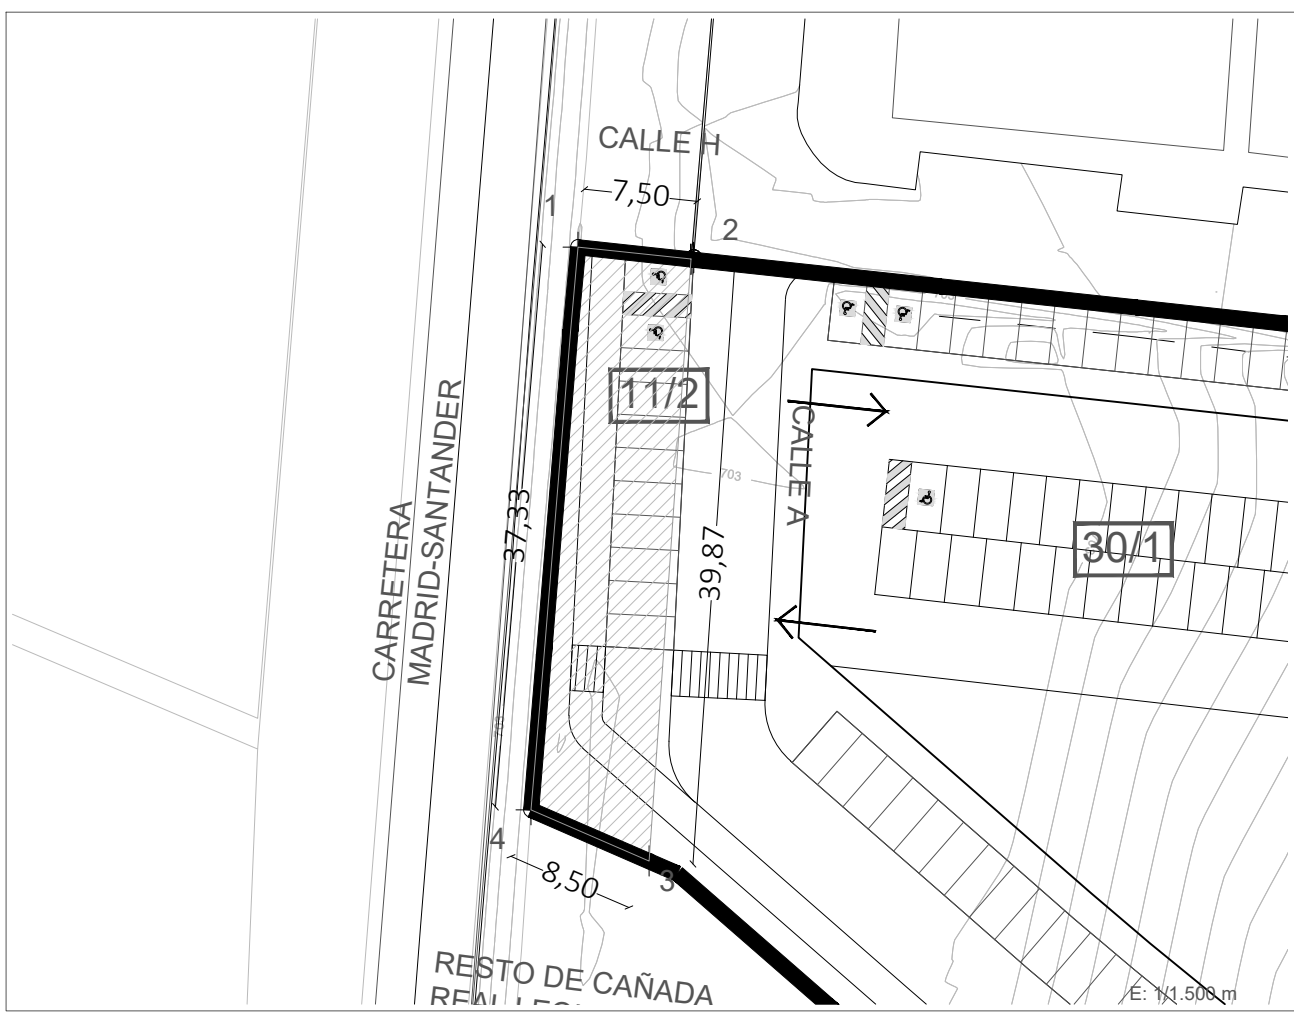 CALLE H
7,50
1
2
11/2
703
703
CALLE A
CARRETERA
MADRID-SANTANDER
37,33
39,87
30/1
4
3
8,50
RESTO DE CAÑADA
E: 1/1.500 m